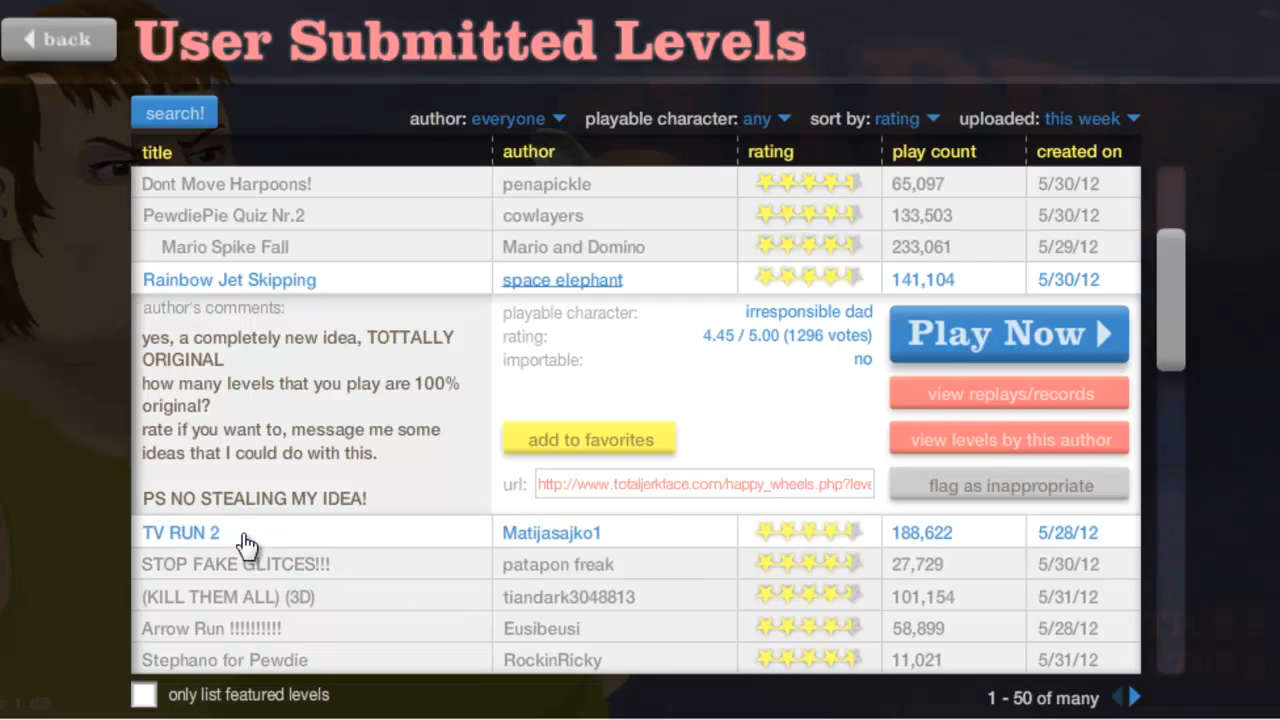 back
User Submitted Levels
search!
author: everyone playable character: any sort by: rating uploaded: this week
title author rating play count created on
Dont Move Harpoons! penapickle 65,097 5/30/12
PewdiePie Quiz Nr.2 cowlayers 133,503 5/30/12
Mario Spike Fall Mario and Domino 233,061 5/29/12
Rainbow Jet Skipping space elephant 141,104 5/30/12
author's comments:
yes, a completely new idea, TOTTALLY
ORIGINAL
how many levels that you play are 100%
original?
rate if you want to, message me some
ideas that I could do with this.
PS NO STEALING MY IDEA!
playable character: irresponsible dad
rating: 4.45 / 5.00 (1296 votes)
importable: no
add to favorites
url: http://www.totaljerkface.com/happy_wheels.php?leve
Play Now
view replays/records
view levels by this author
flag as inappropriate
TV RUN 2 Matijasajko1 188,622 5/28/12
STOP FAKE GLITCES!!! patapon freak 27,729 5/30/12
(KILL THEM ALL) (3D) tiandark3048813 101,154 5/31/12
Arrow Run !!!!!!!!!! Eusibeusi 58,899 5/28/12
Stephano for Pewdie RockinRicky 11,021 5/31/12
only list featured levels
1 - 50 of many